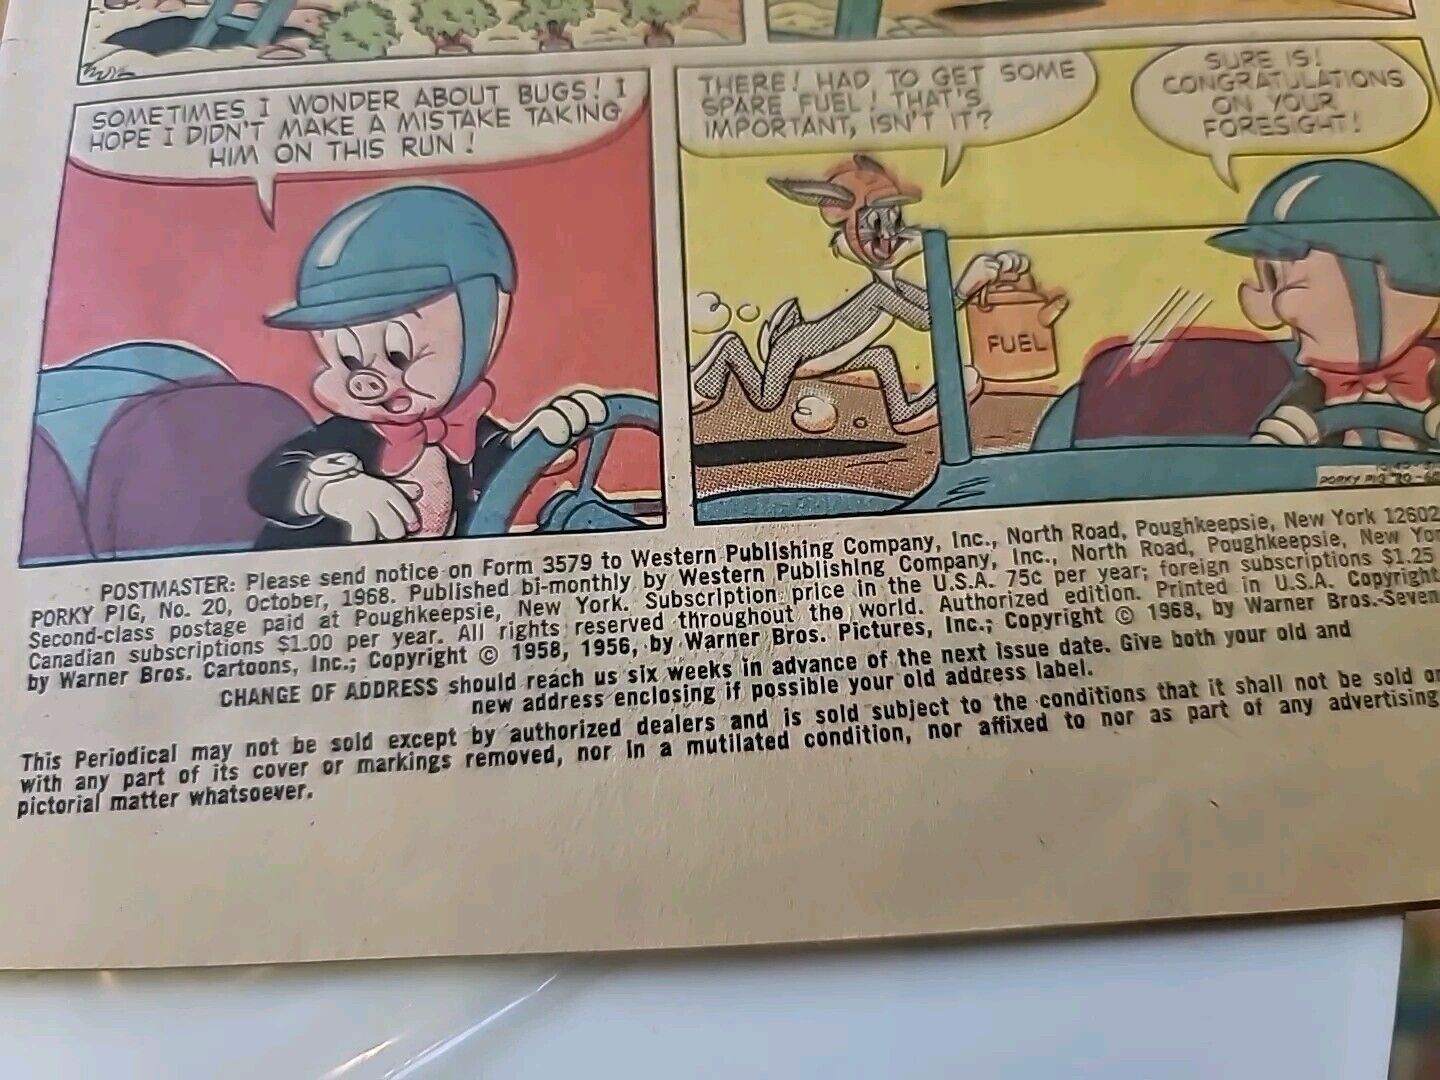 SOMETIMES I WONDER ABOUT BUGS! I
HOPE I DIDN'T MAKE A MISTAKE TAKING
HIM ON THIS RUN!
THERE! HAD TO GET SOME
SPARE FUEL! THAT'S
IMPORTANT, ISN'T IT?
SURE IS!
CONGRATULATIONS
ON YOUR
FORESIGHT!
FUEL
PORKY PIG
POSTMASTER: Please send notice on Form 3579 to Western Publishing Company, Inc., North Road, Poughkeepsie, New York 12602
PORKY PIG, No. 20, October, 1968. Published bi-monthly by Western Publishing Company, Inc., North Road, Poughkeepsie, New Yor
Second-class postage paid at Poughkeepsie, New York. Subscription price in the U.S.A. 75c per year; foreign subscriptions $1.25
Canadian subscriptions $1.00 per year. All rights reserved throughout the world. Authorized edition. Printed in U.S.A. Copyright
by Warner Bros. Cartoons, Inc.; Copyright © 1958, 1956, by Warner Bros. Pictures, Inc.; Copyright © 1968, by Warner Bros.-Seven
CHANGE OF ADDRESS should reach us six weeks in advance of the next issue date. Give both your old and
new address enclosing if possible your old address label.
This Periodical may not be sold except by authorized dealers and is sold subject to the conditions that it shall not be sold or
with any part of its cover or markings removed, nor in a mutilated condition, nor affixed to nor as part of any advertising
pictorial matter whatsoever.